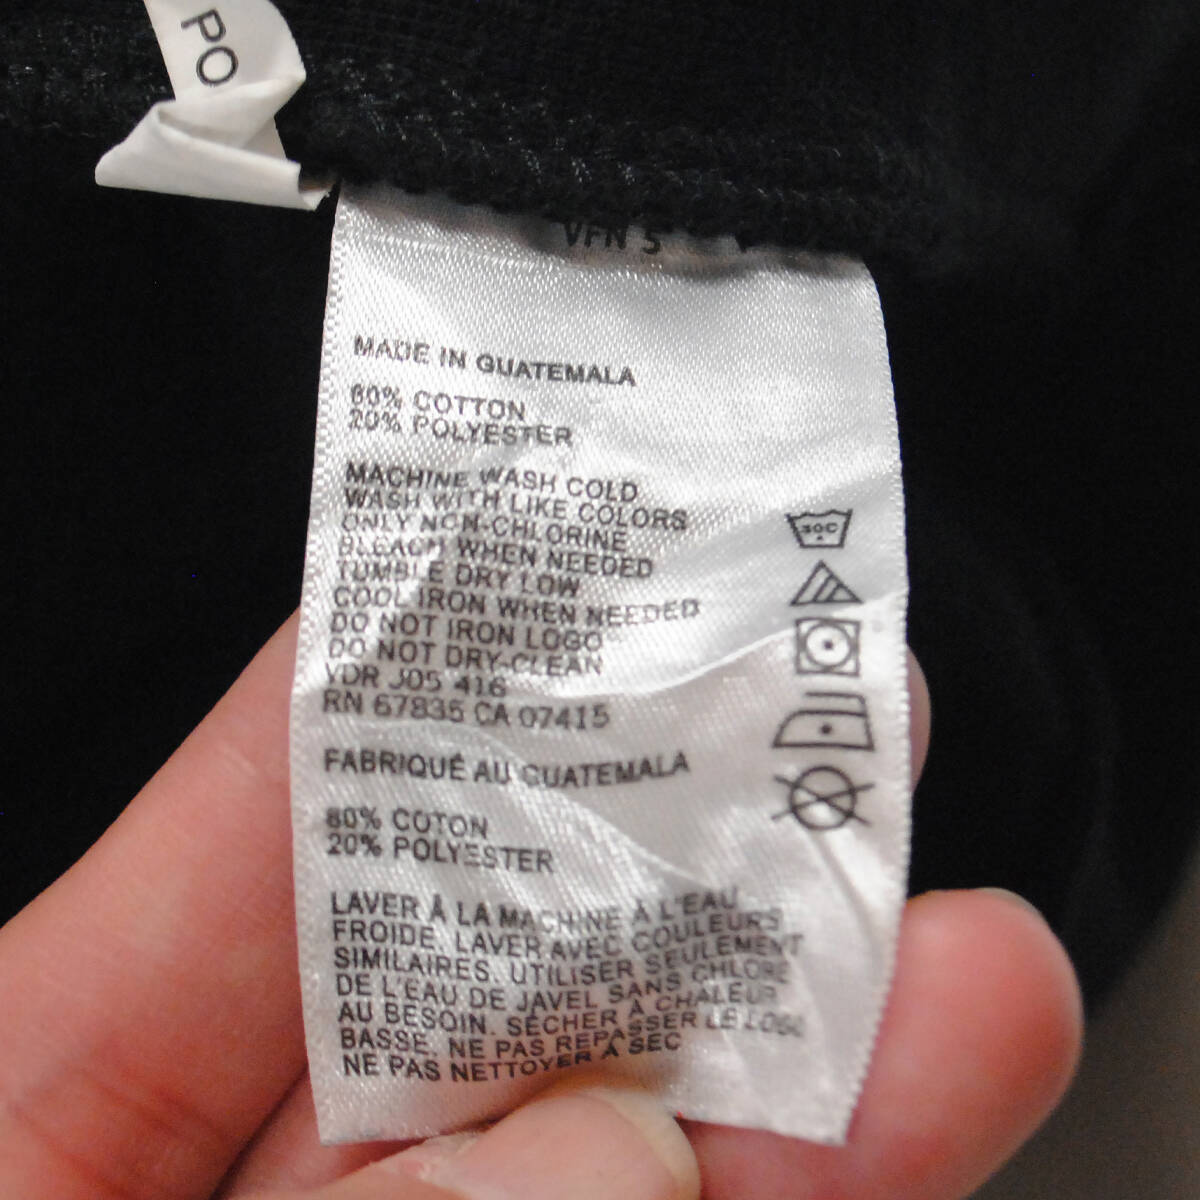 PO
VFN 5
MADE IN GUATEMALA
80% COTTON
20% POLYESTER
MACHINE WASH COLD
WASH WITH LIKE COLORS
ONLY NON-CHLORINE
BLEACH WHEN NEEDED
TUMBLE DRY LOW
COOL IRON WHEN NEEDED
DO NOT IRON LOGO
DO NOT DRY-CLEAN
VDR J05 416
RN 67835 CA 07415
30C
FABRIQUÉ AU GUATEMALA
80% COTON
20% POLYESTER
LAVER À LA MACHINE À L'EAU
FROIDE. LAVER AVEC COULEURS
SIMILAIRES. UTILISER SEULEMENT
DE L'EAU DE JAVEL SANS CHLORE
AU BESOIN. SÉCHER À CHALEUR
BASSE. NE PAS REPASSER LE LOGO
NE PAS NETTOYER À SEC